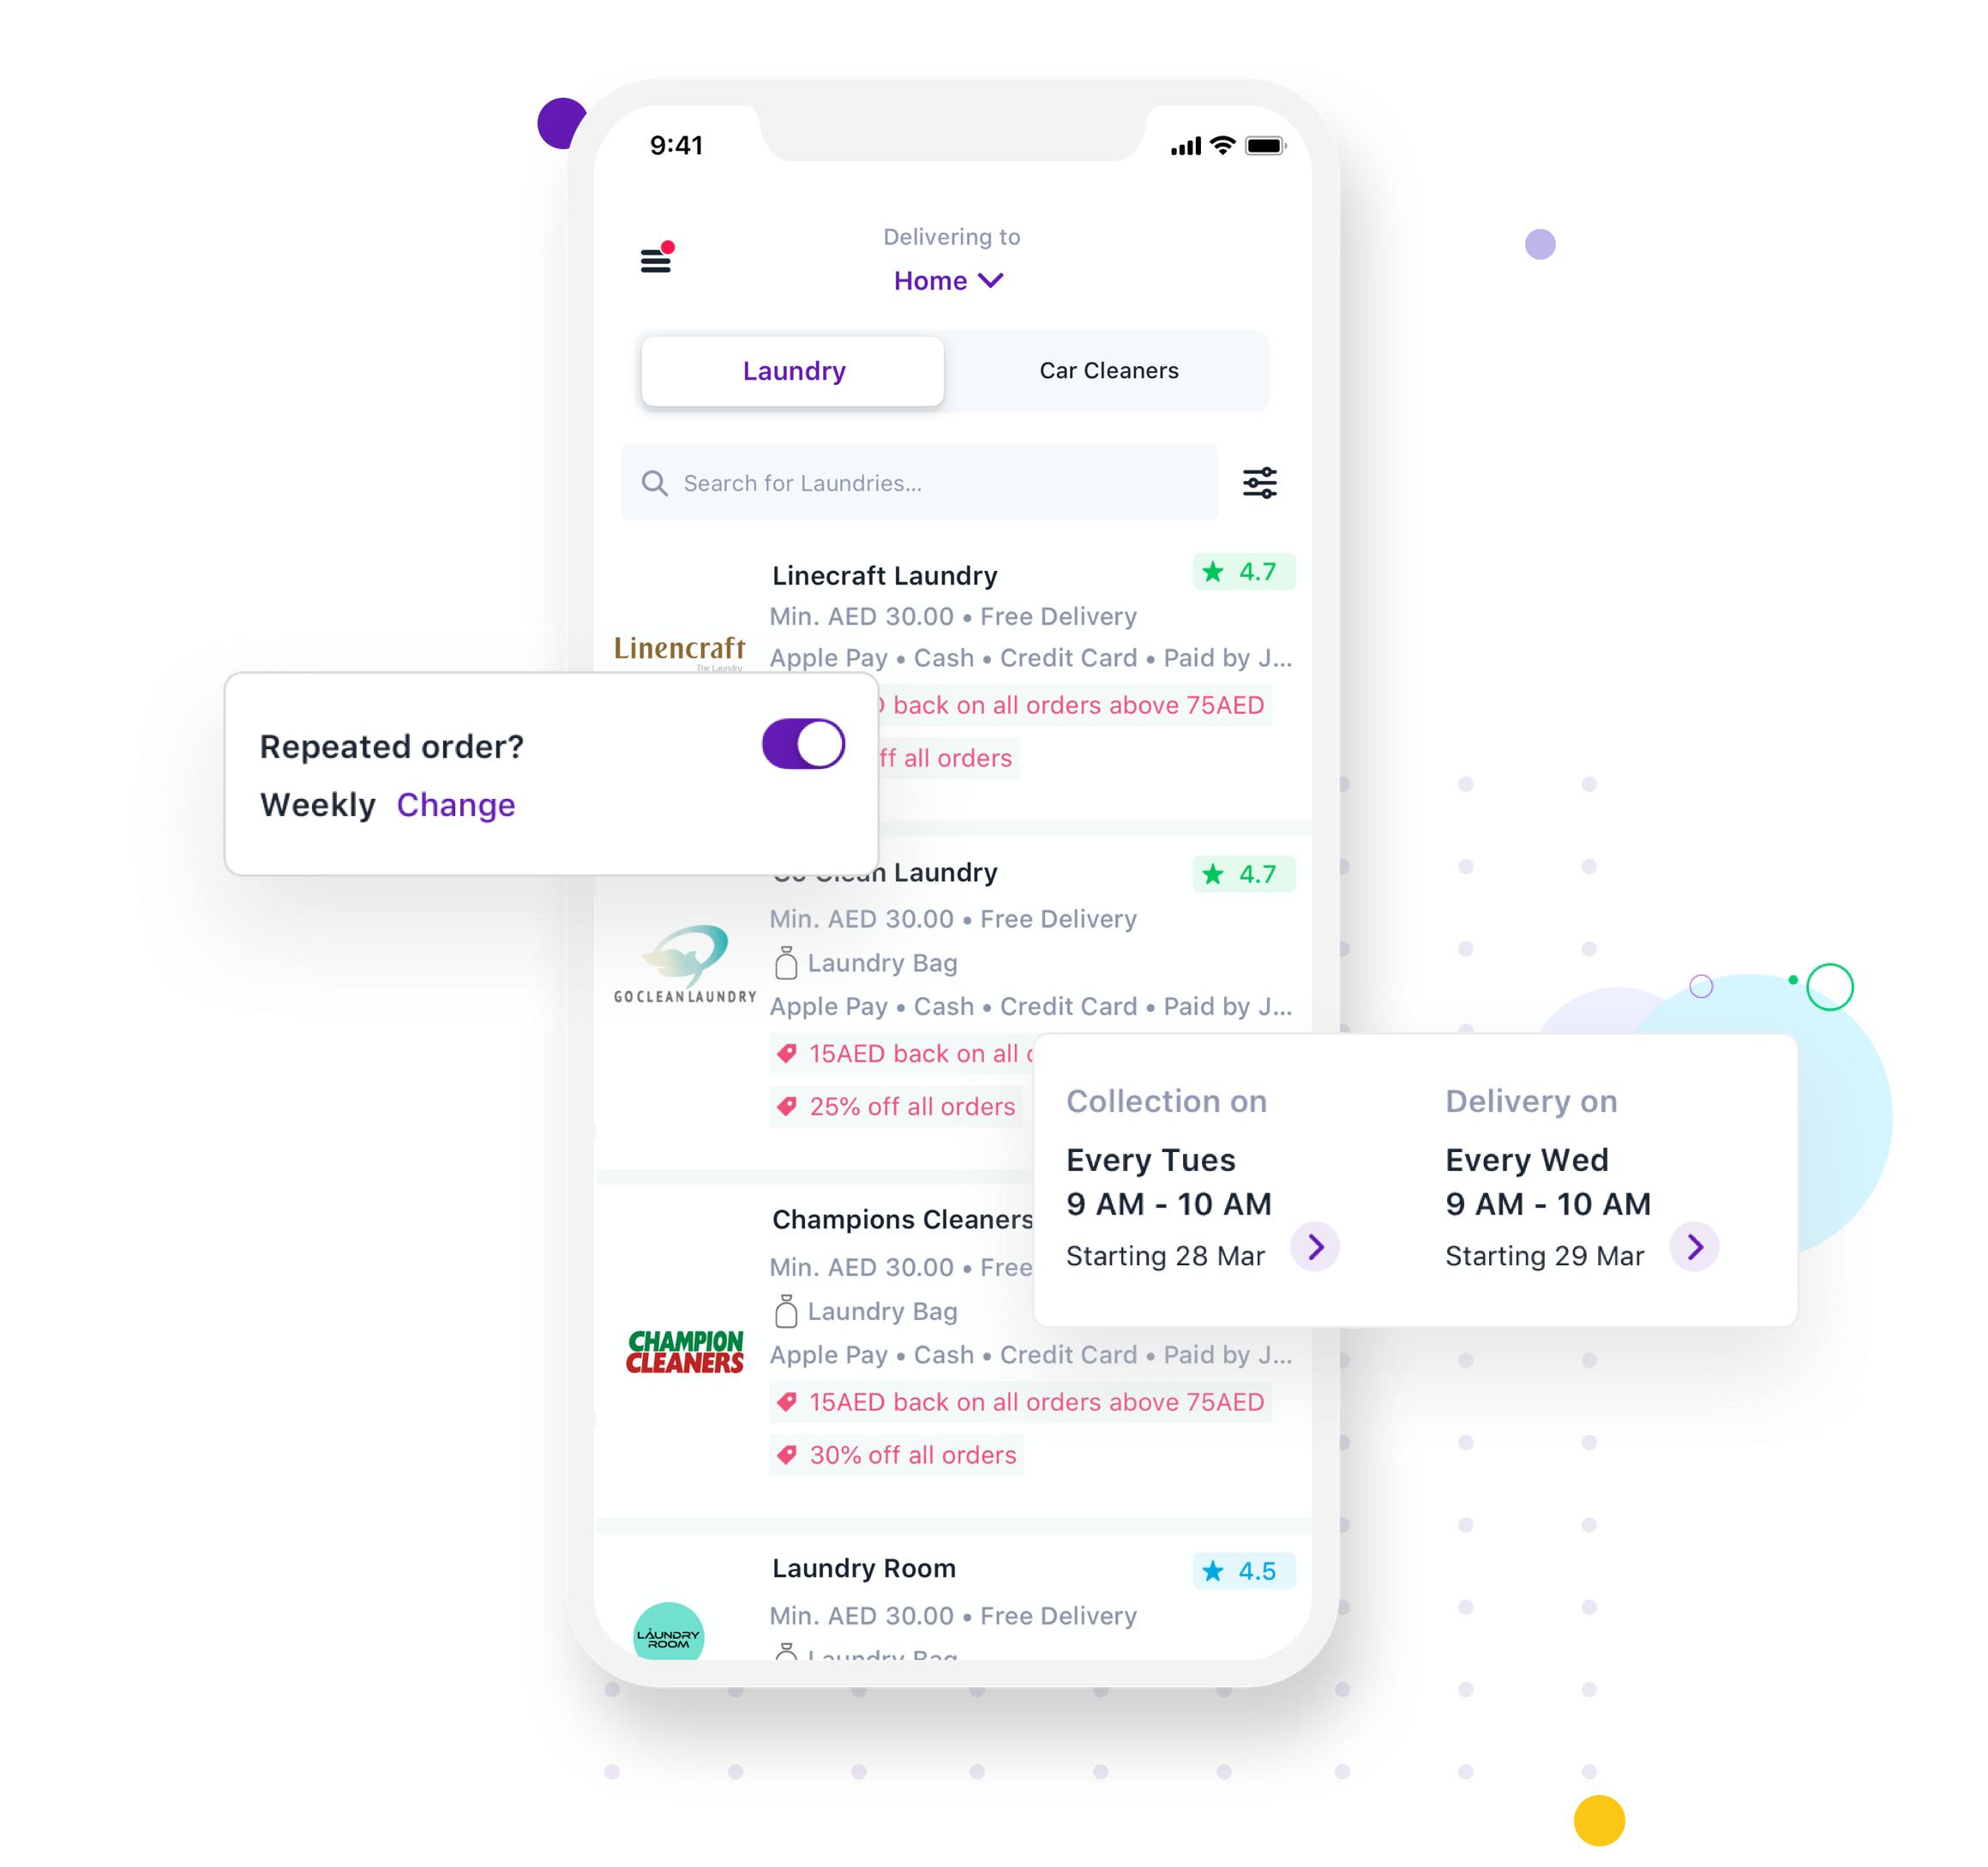 9:41
Delivering to
Home
Laundry
Car Cleaners
Search for Laundries...
Linecraft Laundry
4.7
Min. AED 30.00 • Free Delivery
Linencraft
The Laundry
Apple Pay • Cash • Credit Card • Paid by J...
back on all orders above 75AED
all orders
Repeated order?
Weekly Change
Go Clean Laundry
4.7
Min. AED 30.00 • Free Delivery
Laundry Bag
GO CLEAN LAUNDRY
Apple Pay • Cash • Credit Card • Paid by J...
15AED back on all
25% off all orders
Collection on
Every Tues
9 AM - 10 AM
Starting 28 Mar
Delivery on
Every Wed
9 AM - 10 AM
Starting 29 Mar
Champions Cleaners
Min. AED 30.00 • Free
Laundry Bag
CHAMPION
CLEANERS
Apple Pay • Cash • Credit Card • Paid by J...
15AED back on all orders above 75AED
30% off all orders
Laundry Room
4.5
Min. AED 30.00 • Free Delivery
LAUNDRY
ROOM
Laundry Bag